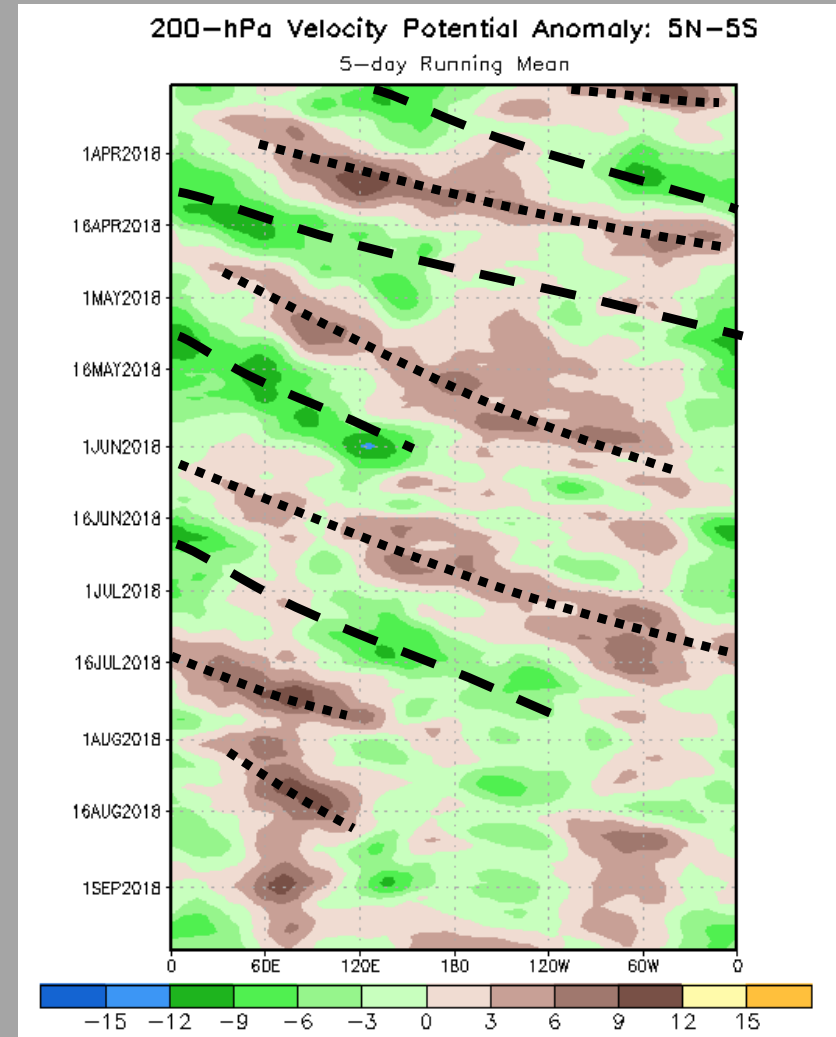 200-hPa Velocity Potential Anomaly: 5N-5S
5-day Running Mean
1APR2018
16APR2018
1MAY2018
16MAY2018
1JUN2018
16JUN2018
1JUL2018
16JUL2018
1AUG2018
16AUG2018
1SEP2018
0 60E 120E 180 120W 60W 0
-15 -12 -9 -6 -3 0 3 6 9 12 15